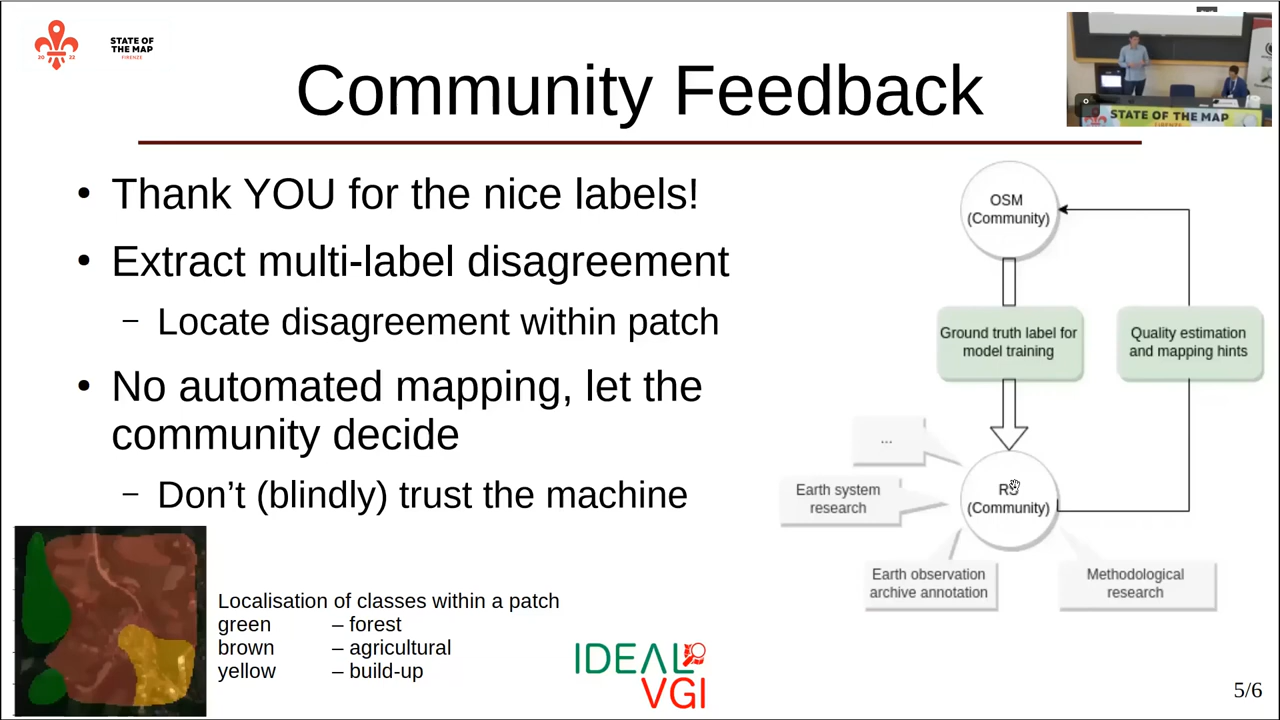 STATE OF
THE MAP
FIRENZE
20 22
Community Feedback
STATE OF THE MAP
FIRENZE
• Thank YOU for the nice labels!
• Extract multi-label disagreement
– Locate disagreement within patch
• No automated mapping, let the
community decide
– Don’t (blindly) trust the machine
OSM
(Community)
Ground truth label for
model training
Quality estimation
and mapping hints
...
Earth system
research
RS
(Community)
Earth observation
archive annotation
Methodological
research
Localisation of classes within a patch
green – forest
brown – agricultural
yellow – build-up
IDEAL
VGI
5/6